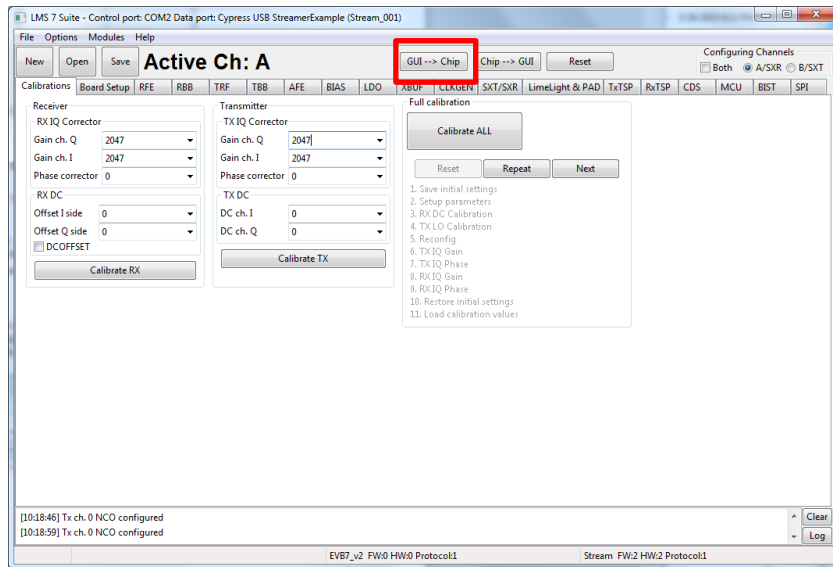 LMS 7 Suite - Control port: COM2 Data port: Cypress USB StreamerExample (Stream_001)
File Options Modules Help
New Open Save Active Ch: A GUI --> Chip Chip --> GUI Reset
Configuring Channels
Both A/SXR B/SXT
Calibrations Board Setup RFE RBB TRF TBB AFE BIAS LDO XBUF CLKGEN SXT/SXR LimeLight & PAD TxTSP RxTSP CDS MCU BIST SPI
Receiver
RX IQ Corrector
Gain ch. Q 2047
Gain ch. I 2047
Phase corrector 0
RX DC
Offset I side 0
Offset Q side 0
DCOFFSET
Calibrate RX
Transmitter
TX IQ Corrector
Gain ch. Q 2047
Gain ch. I 2047
Phase corrector 0
TX DC
DC ch. I 0
DC ch. Q 0
Calibrate TX
Full calibration
Calibrate ALL
Reset Repeat Next
1. Save initial settings
2. Setup parameters
3. RX DC Calibration
4. TX LO Calibration
5. Reconfig
6. TX IQ Gain
7. TX IQ Phase
8. RX IQ Gain
9. RX IQ Phase
10. Restore initial settings
11. Load calibration values
[10:18:46] Tx ch. 0 NCO configured
[10:18:59] Tx ch. 0 NCO configured
Clear
Log
EVB7_v2 FW:0 HW:0 Protocol:1 Stream FW:2 HW:2 Protocol:1